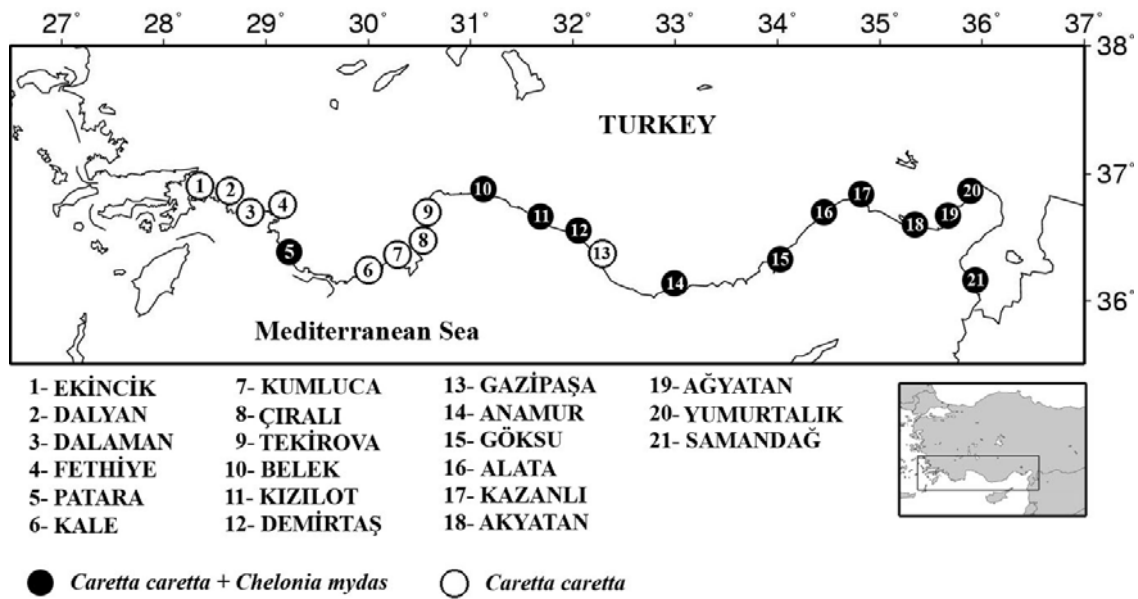 27° 28° 29° 30° 31° 32° 33° 34° 35° 36° 37°
38°
TURKEY
37°
1 2 3 4 5 6 7 8 9 10 11 12 13 14 15 16 17 18 19 20 21
36°
Mediterranean Sea
1- EKİNCİK
2- DALYAN
3- DALAMAN
4- FETHİYE
5- PATARA
6- KALE
7- KUMLUCA
8- ÇIRALI
9- TEKİROVA
10- BELEK
11- KIZILOT
12- DEMİRTAŞ
13- GAZİPAŞA
14- ANAMUR
15- GÖKSU
16- ALATA
17- KAZANLI
18- AKYATAN
19- AĞYATAN
20- YUMURTALIK
21- SAMANDAĞ
Caretta caretta + Chelonia mydas
Caretta caretta